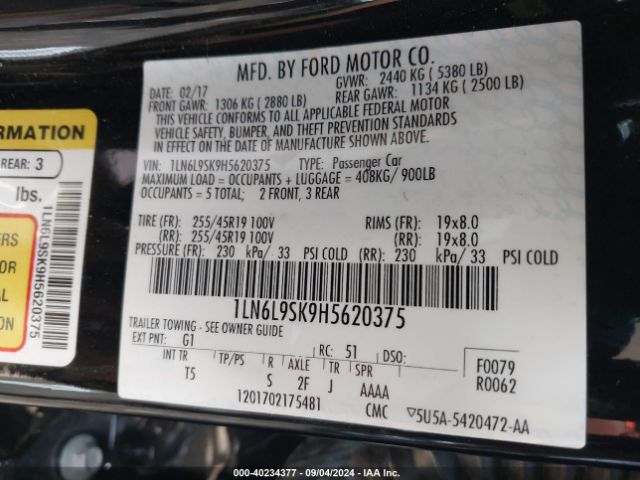 MFD. BY FORD MOTOR CO.
DATE: 02/17 GVWR: 2440 KG ( 5380 LB)
FRONT GAWR: 1306 KG ( 2880 LB) REAR GAWR: 1134 KG ( 2500 LB)
THIS VEHICLE CONFORMS TO ALL APPLICABLE FEDERAL MOTOR
VEHICLE SAFETY, BUMPER, AND THEFT PREVENTION STANDARDS
IN EFFECT ON THE DATE OF MANUFACTURE SHOWN ABOVE.
VIN: 1LN6L9SK9H5620375 TYPE: Passenger Car
MAXIMUM LOAD = OCCUPANTS + LUGGAGE = 408KG/ 900LB
OCCUPANTS = 5 TOTAL; 2 FRONT, 3 REAR
TIRE (FR): 255/45R19 100V RIMS (FR): 19x8.0
(RR): 255/45R19 100V (RR): 19x8.0
PRESSURE (FR): 230 kPa/ 33 PSI COLD (RR): 230 kPa/ 33 PSI COLD
1LN6L9SK9H5620375
TRAILER TOWING - SEE OWNER GUIDE
EXT PNT: G1 RC: 51 DSO:
INT TR TP/PS R AXLE TR SPR
T5 S 2F J AAAA
F0079
R0062
1201702175481 CMC 5U5A-5420472-AA
ORMATION
REAR: 3
lbs.
ERS
OR
ION
1LN6L9SK9H5620375
000-40234377 - 09/04/2024 - IAA Inc.